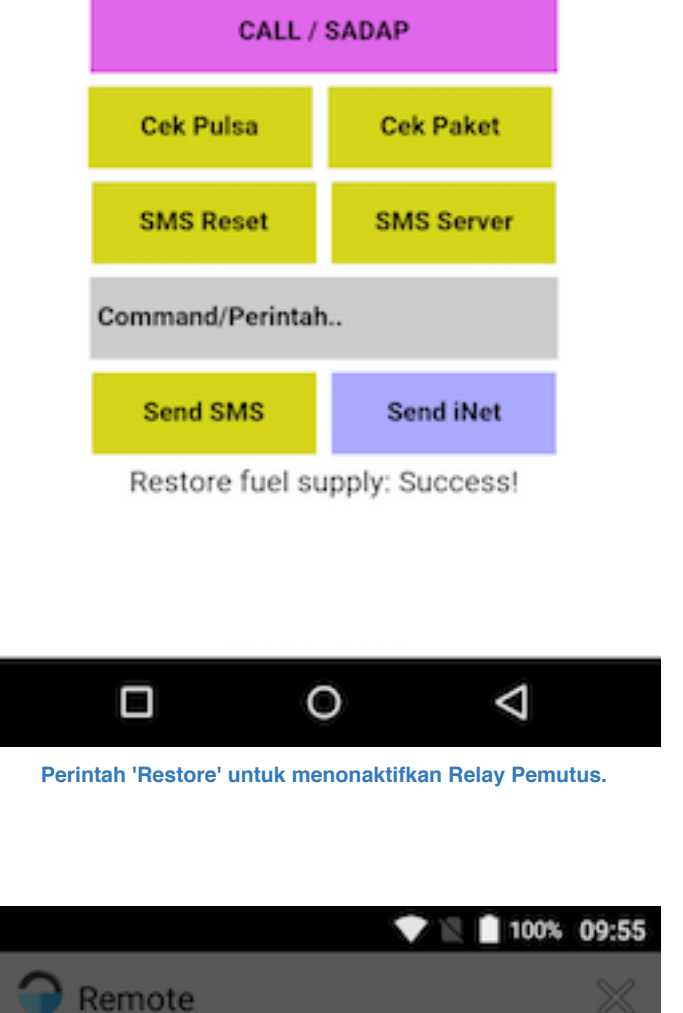 CALL / SADAP
Cek Pulsa Cek Paket
SMS Reset SMS Server
Command/Perintah..
Send SMS Send iNet
Restore fuel supply: Success!
Perintah 'Restore' untuk menonaktifkan Relay Pemutus.
100% 09:55
Remote